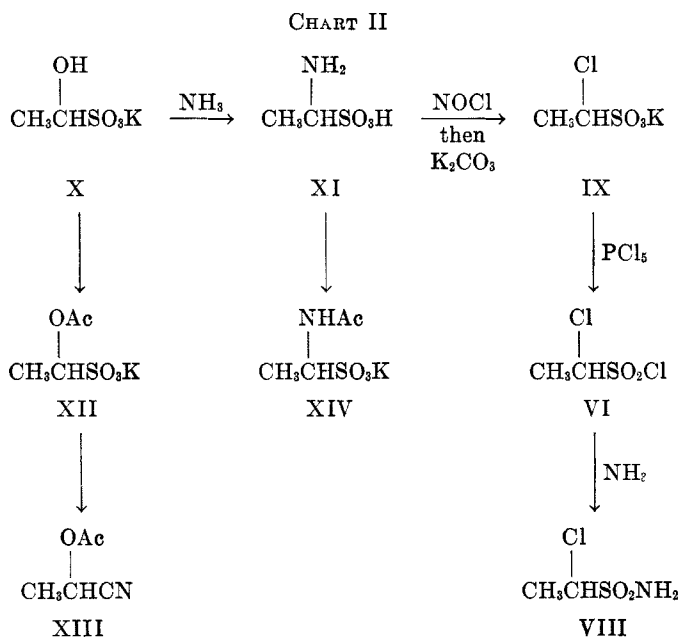 CHART II
OH NH₂ Cl
CH₃CHSO₃K NH₃ CH₃CHSO₃H NOCl then K₂CO₃ CH₃CHSO₃K
X XI IX
PCl₅
OAc NHAc Cl
CH₃CHSO₃K CH₃CHSO₃K CH₃CHSO₂Cl
XII XIV VI
NH₃
OAc Cl
CH₃CHCN CH₃CHSO₂NH₂
XIII VIII